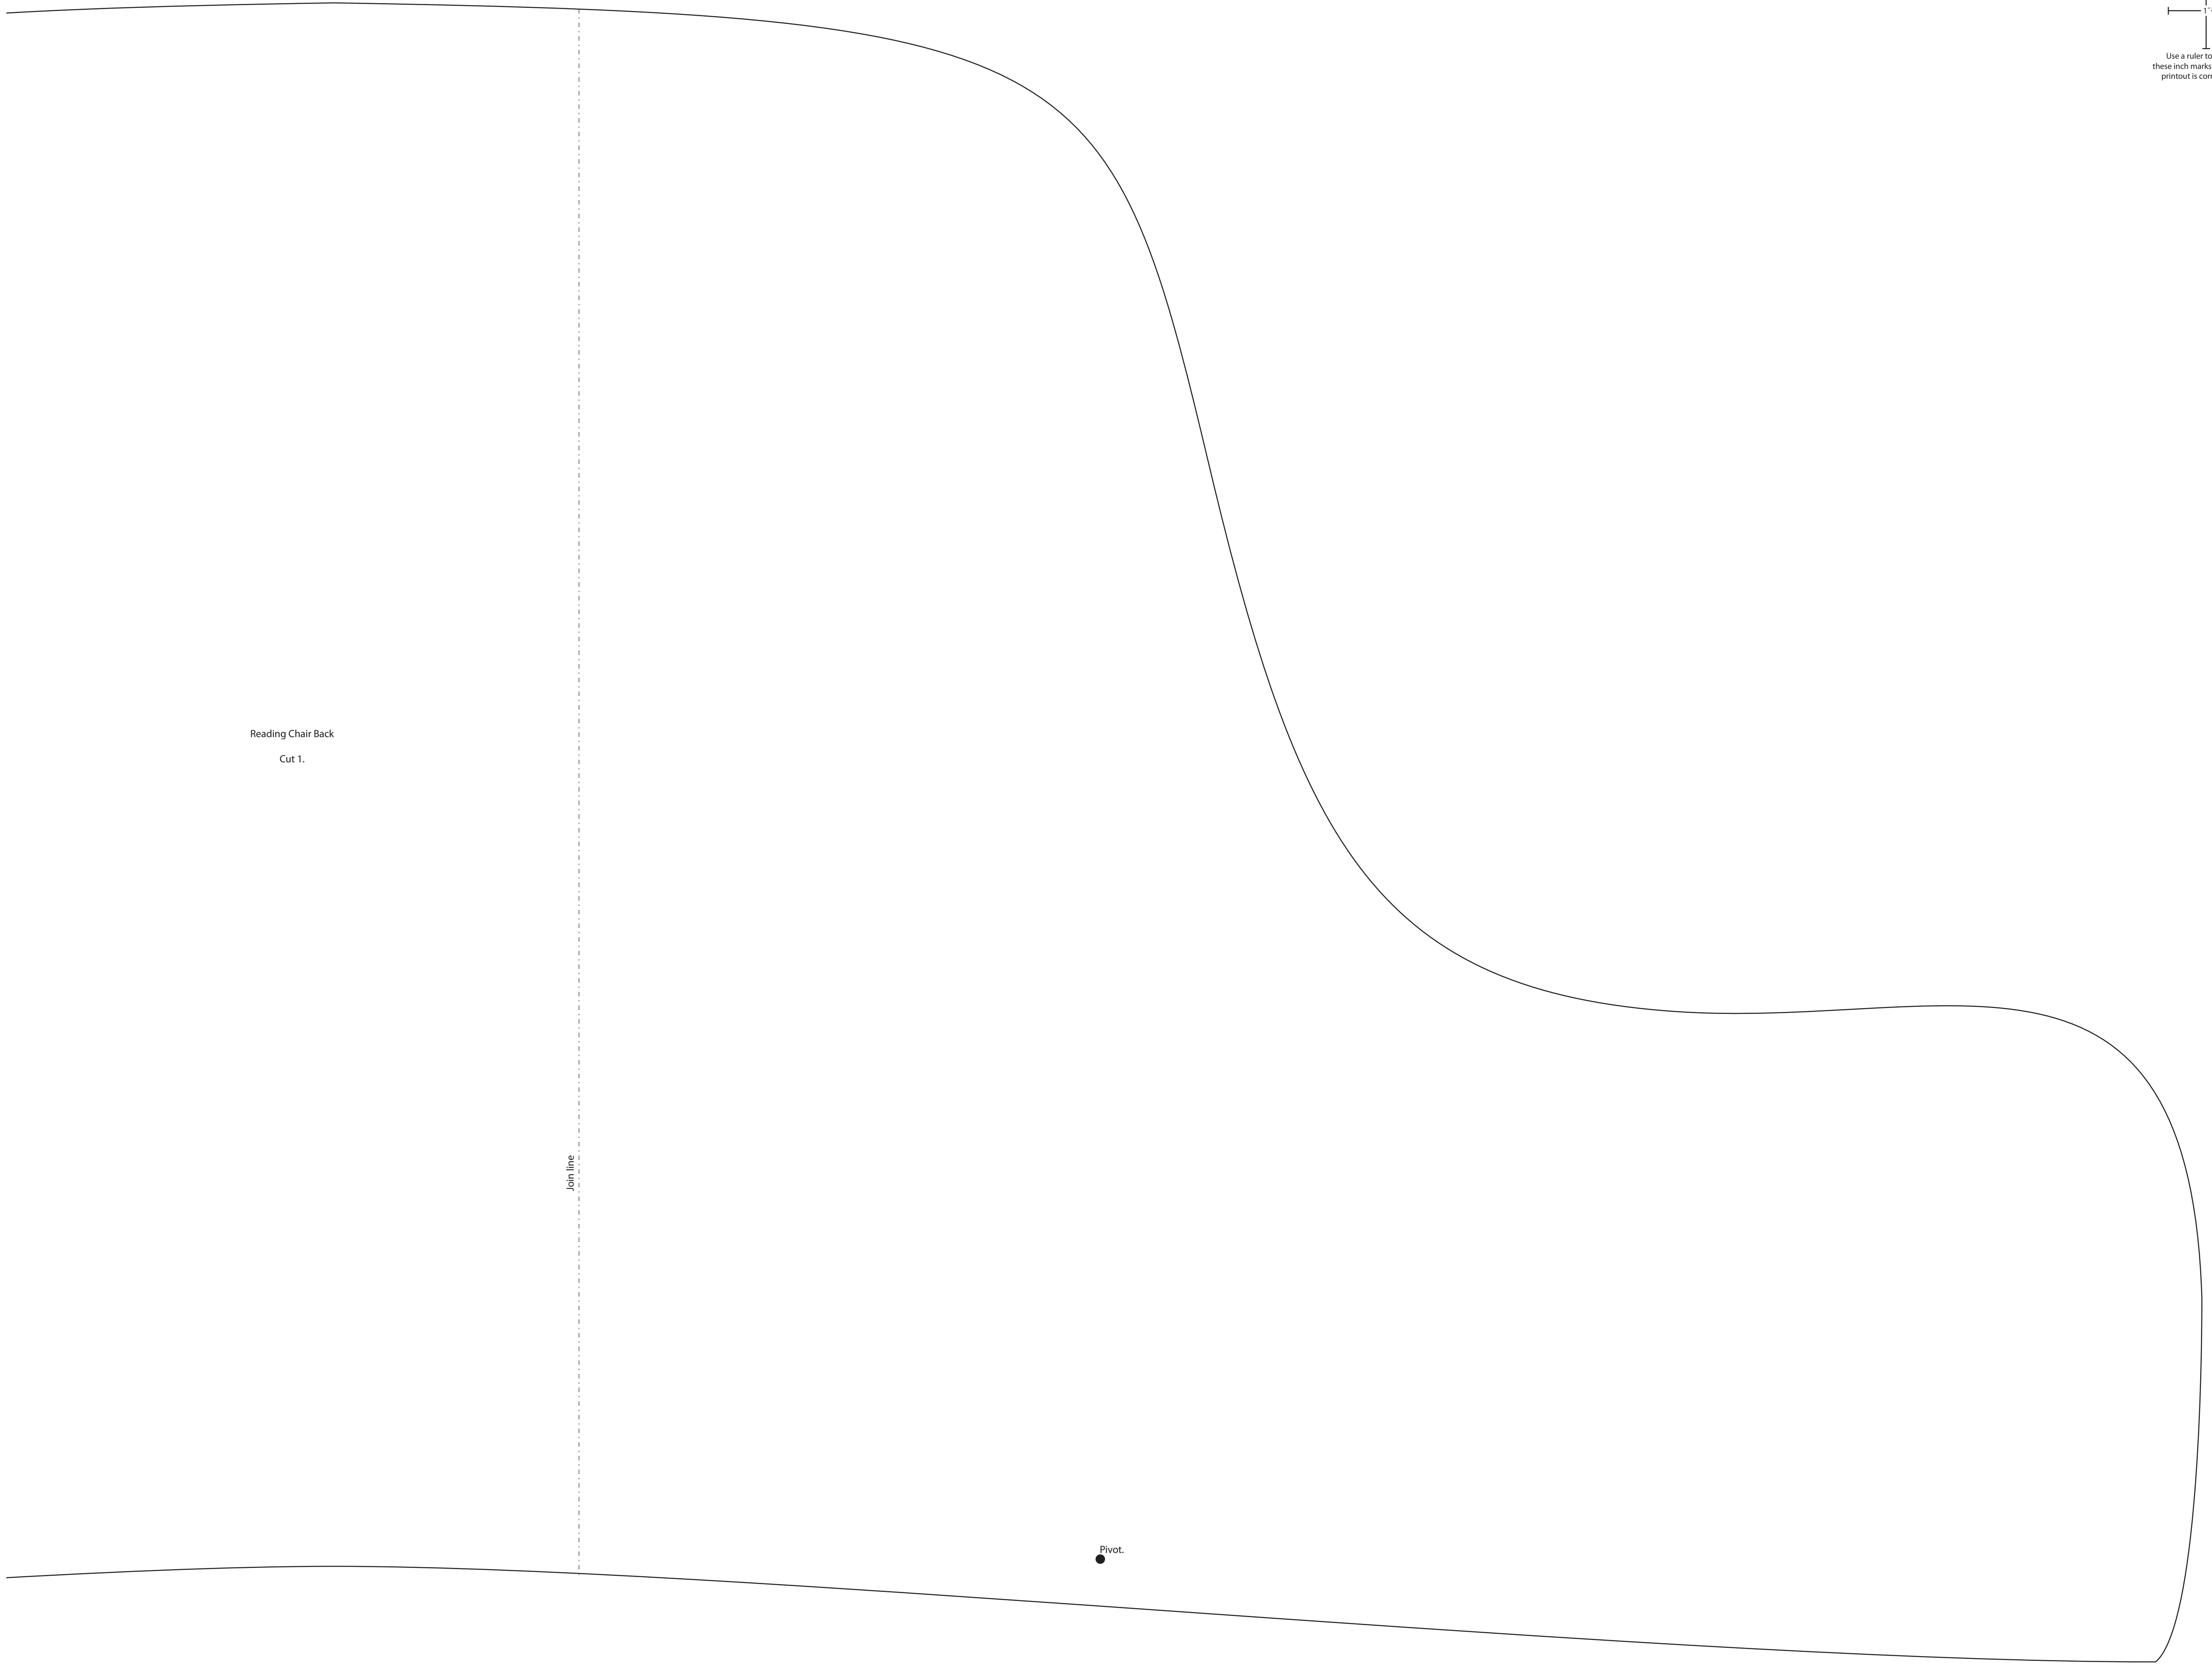 1"
Use a ruler to
these inch marks
printout is corr
Reading Chair Back
Cut 1.
Join line
Pivot.